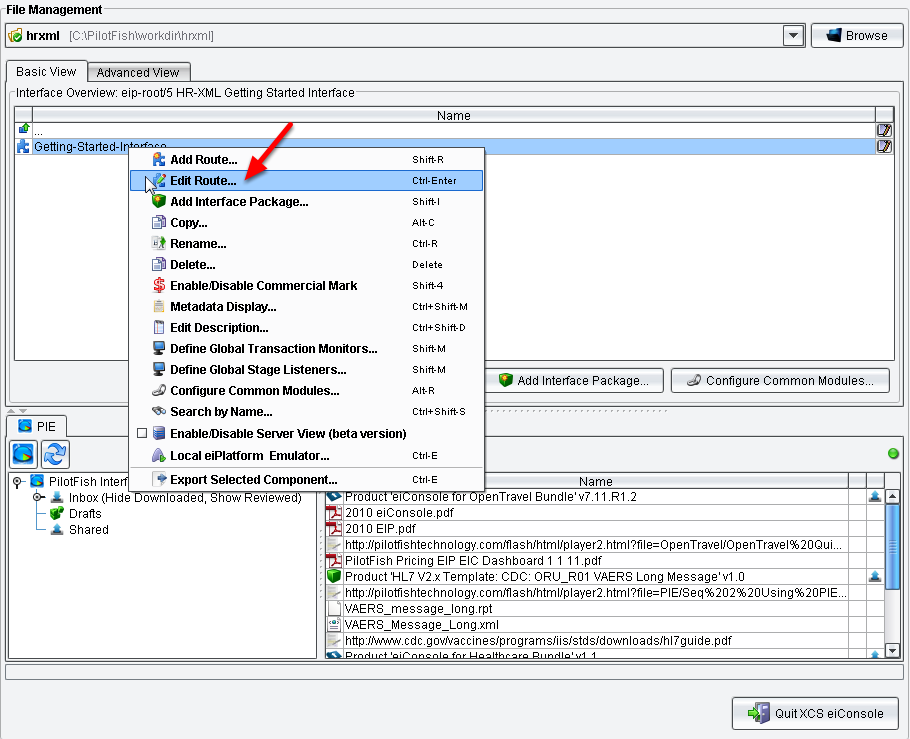 File Management
hrxml [C:\PilotFish\workdir\hrxml]
Browse
Basic View
Advanced View
Interface Overview: eip-root/5 HR-XML Getting Started Interface
Name
...
Getting-Started-Interface
Add Route... Shift-R
Edit Route... Ctrl-Enter
Add Interface Package... Shift-I
Copy... Alt-C
Rename... Ctrl-R
Delete... Delete
Enable/Disable Commercial Mark Shift-4
Metadata Display... Ctrl+Shift-M
Edit Description... Ctrl+Shift-D
Define Global Transaction Monitors... Shift-M
Define Global Stage Listeners... Shift-M
Configure Common Modules... Alt-R
Search by Name... Ctrl+Shift-S
Enable/Disable Server View (beta version)
Local eiPlatform Emulator... Ctrl-E
Export Selected Component... Ctrl-E
Add Interface Package...
Configure Common Modules...
PIE
PilotFish Interf
Inbox (Hide Downloaded, Show Reviewed)
Drafts
Shared
Name
Product 'eiConsole for OpenTravel Bundle' v7.11.R1.2
2010 eiConsole.pdf
2010 EIP.pdf
http://pilotfishtechnology.com/flash/html/player2.html?file=OpenTravel/OpenTravel%20Qui...
PilotFish Pricing EIP EIC Dashboard 1 1 11.pdf
Product 'HL7 V2.x Template: CDC: ORU_R01 VAERS Long Message' v1.0
http://pilotfishtechnology.com/flash/html/player2.html?file=PIE/Seq%202%20Using%20PIE...
VAERS_message_long.rpt
VAERS_Message_Long.xml
http://www.cdc.gov/vaccines/programs/iis/stds/downloads/hl7guide.pdf
Product 'eiConsole for Healthcare Bundle' v1.1
Quit XCS eiConsole